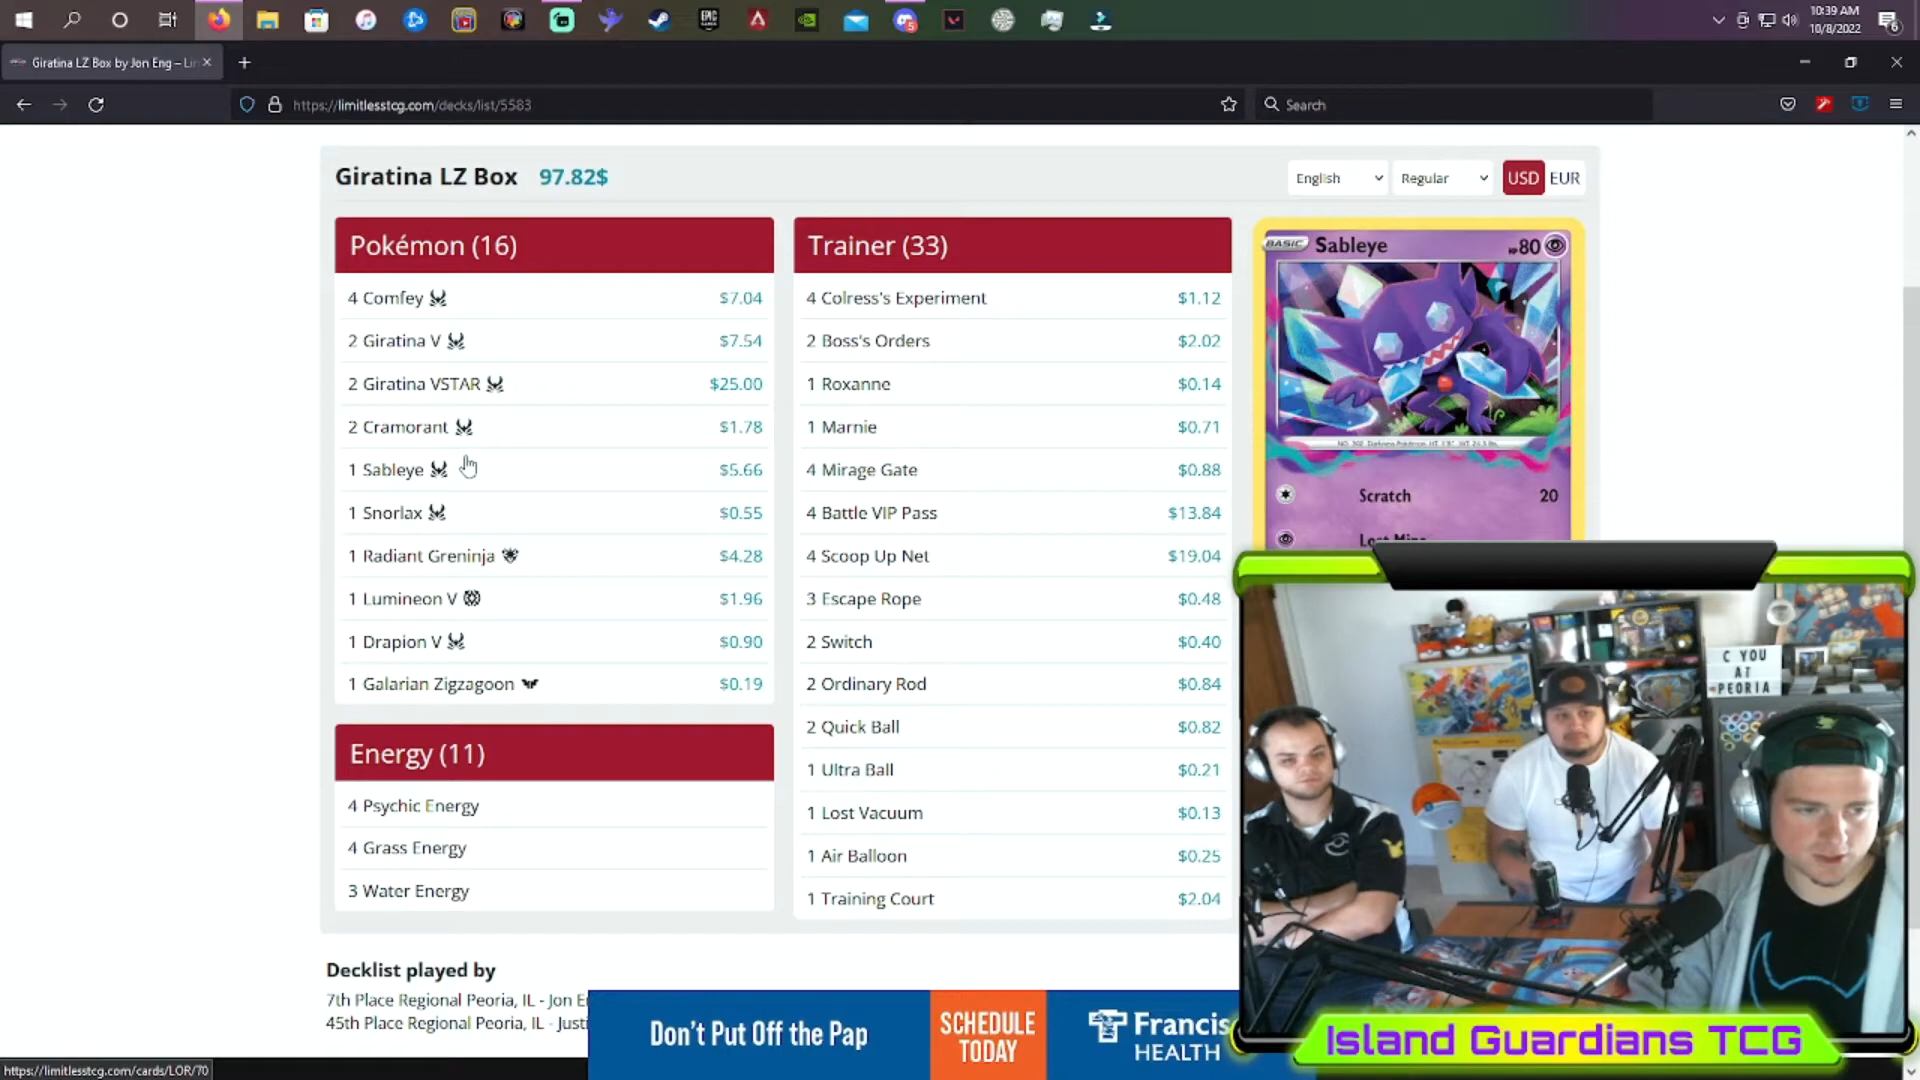 10:39 AM
10/8/2022
Giratina LZ Box by Jon Eng – Lir
https://limitlesstcg.com/decks/list/5583
Search
Giratina LZ Box 97.82$
English
Regular
USD
EUR
Pokémon (16)
4 Comfey $7.04
2 Giratina V $7.54
2 Giratina VSTAR $25.00
2 Cramorant $1.78
1 Sableye $5.66
1 Snorlax $0.55
1 Radiant Greninja $4.28
1 Lumineon V $1.96
1 Drapion V $0.90
1 Galarian Zigzagoon $0.19
Energy (11)
4 Psychic Energy
4 Grass Energy
3 Water Energy
Trainer (33)
4 Colress's Experiment $1.12
2 Boss's Orders $2.02
1 Roxanne $0.14
1 Marnie $0.71
4 Mirage Gate $0.88
4 Battle VIP Pass $13.84
4 Scoop Up Net $19.04
3 Escape Rope $0.48
2 Switch $0.40
2 Ordinary Rod $0.84
2 Quick Ball $0.82
1 Ultra Ball $0.21
1 Lost Vacuum $0.13
1 Air Balloon $0.25
1 Training Court $2.04
BASIC Sableye HP 80
Scratch 20
Lost Mine
C YOU
AT
PEORIA
Decklist played by
7th Place Regional Peoria, IL - Jon E
45th Place Regional Peoria, IL - Justi
Don't Put Off the Pap
SCHEDULE
TODAY
Francis
HEALTH
Island Guardians TCG
https://limitlesstcg.com/cards/LOR/70